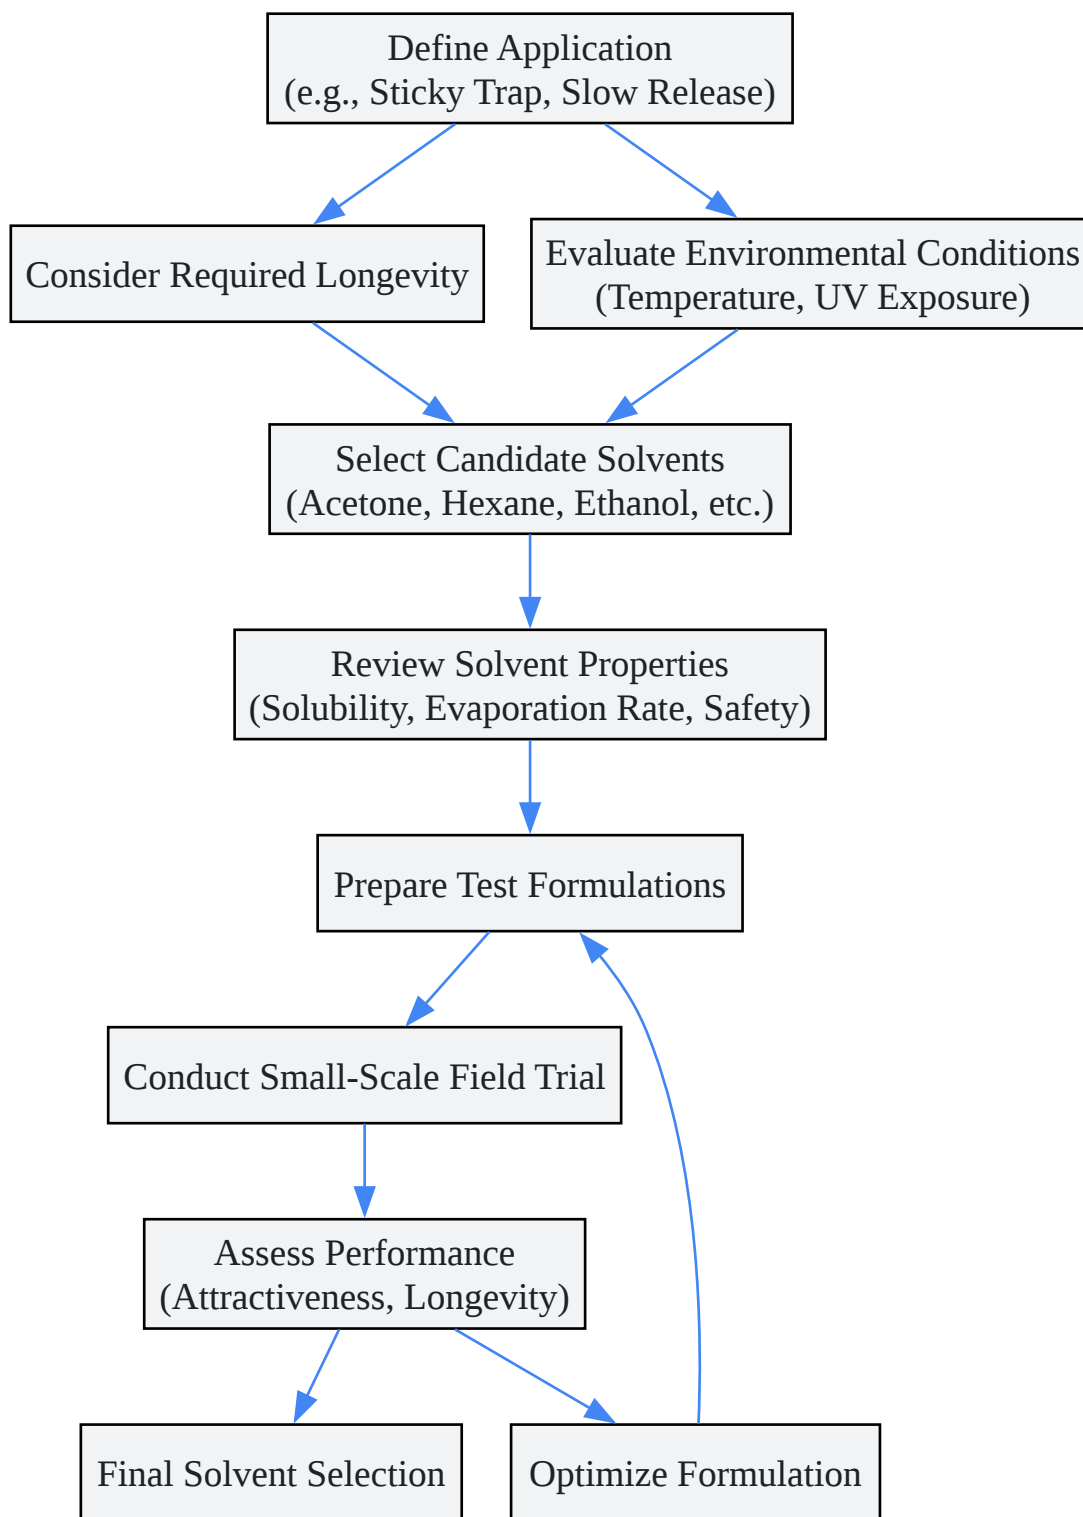 Define Application
(e.g., Sticky Trap, Slow Release)
Consider Required Longevity
Evaluate Environmental Conditions
(Temperature, UV Exposure)
Select Candidate Solvents
(Acetone, Hexane, Ethanol, etc.)
Review Solvent Properties
(Solubility, Evaporation Rate, Safety)
Prepare Test Formulations
Conduct Small-Scale Field Trial
Assess Performance
(Attractiveness, Longevity)
Final Solvent Selection
Optimize Formulation